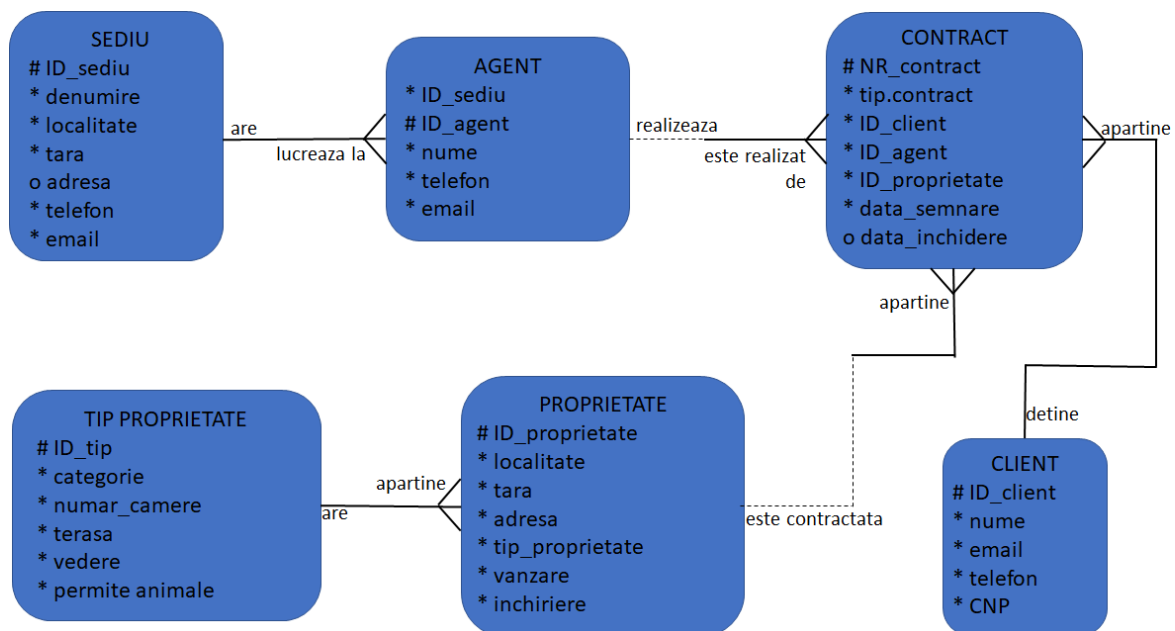 SEDIU
# ID_sediu
* denumire
* localitate
* tara
o adresa
* telefon
* email
are
lucreaza la
AGENT
* ID_sediu
# ID_agent
* nume
* telefon
* email
realizeaza
este realizat
de
CONTRACT
# NR_contract
* tip.contract
* ID_client
* ID_agent
* ID_proprietate
* data_semnare
o data_inchidere
apartine
apartine
TIP PROPRIETATE
# ID_tip
* categorie
* numar_camere
* terasa
* vedere
* permite animale
apartine
are
PROPRIETATE
# ID_proprietate
* localitate
* tara
* adresa
* tip_proprietate
* vanzare
* inchiriere
este contractata
detine
CLIENT
# ID_client
* nume
* email
* telefon
* CNP